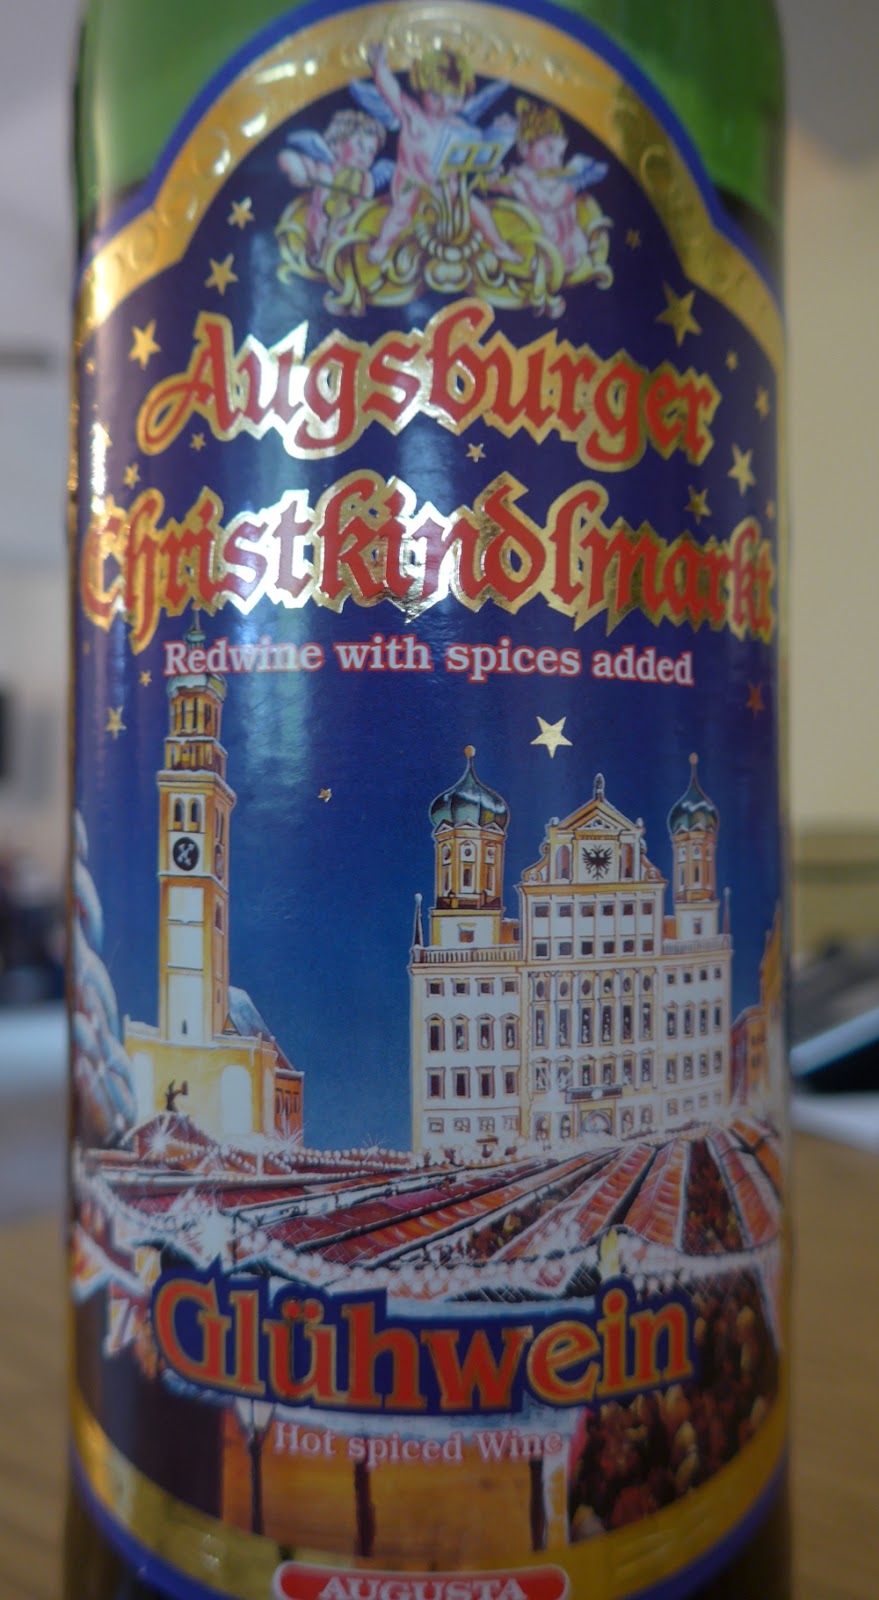 Augsburger
Christkindlmarkt
Redwine with spices added
Glühwein
Hot spiced Wine
AUGUSTA